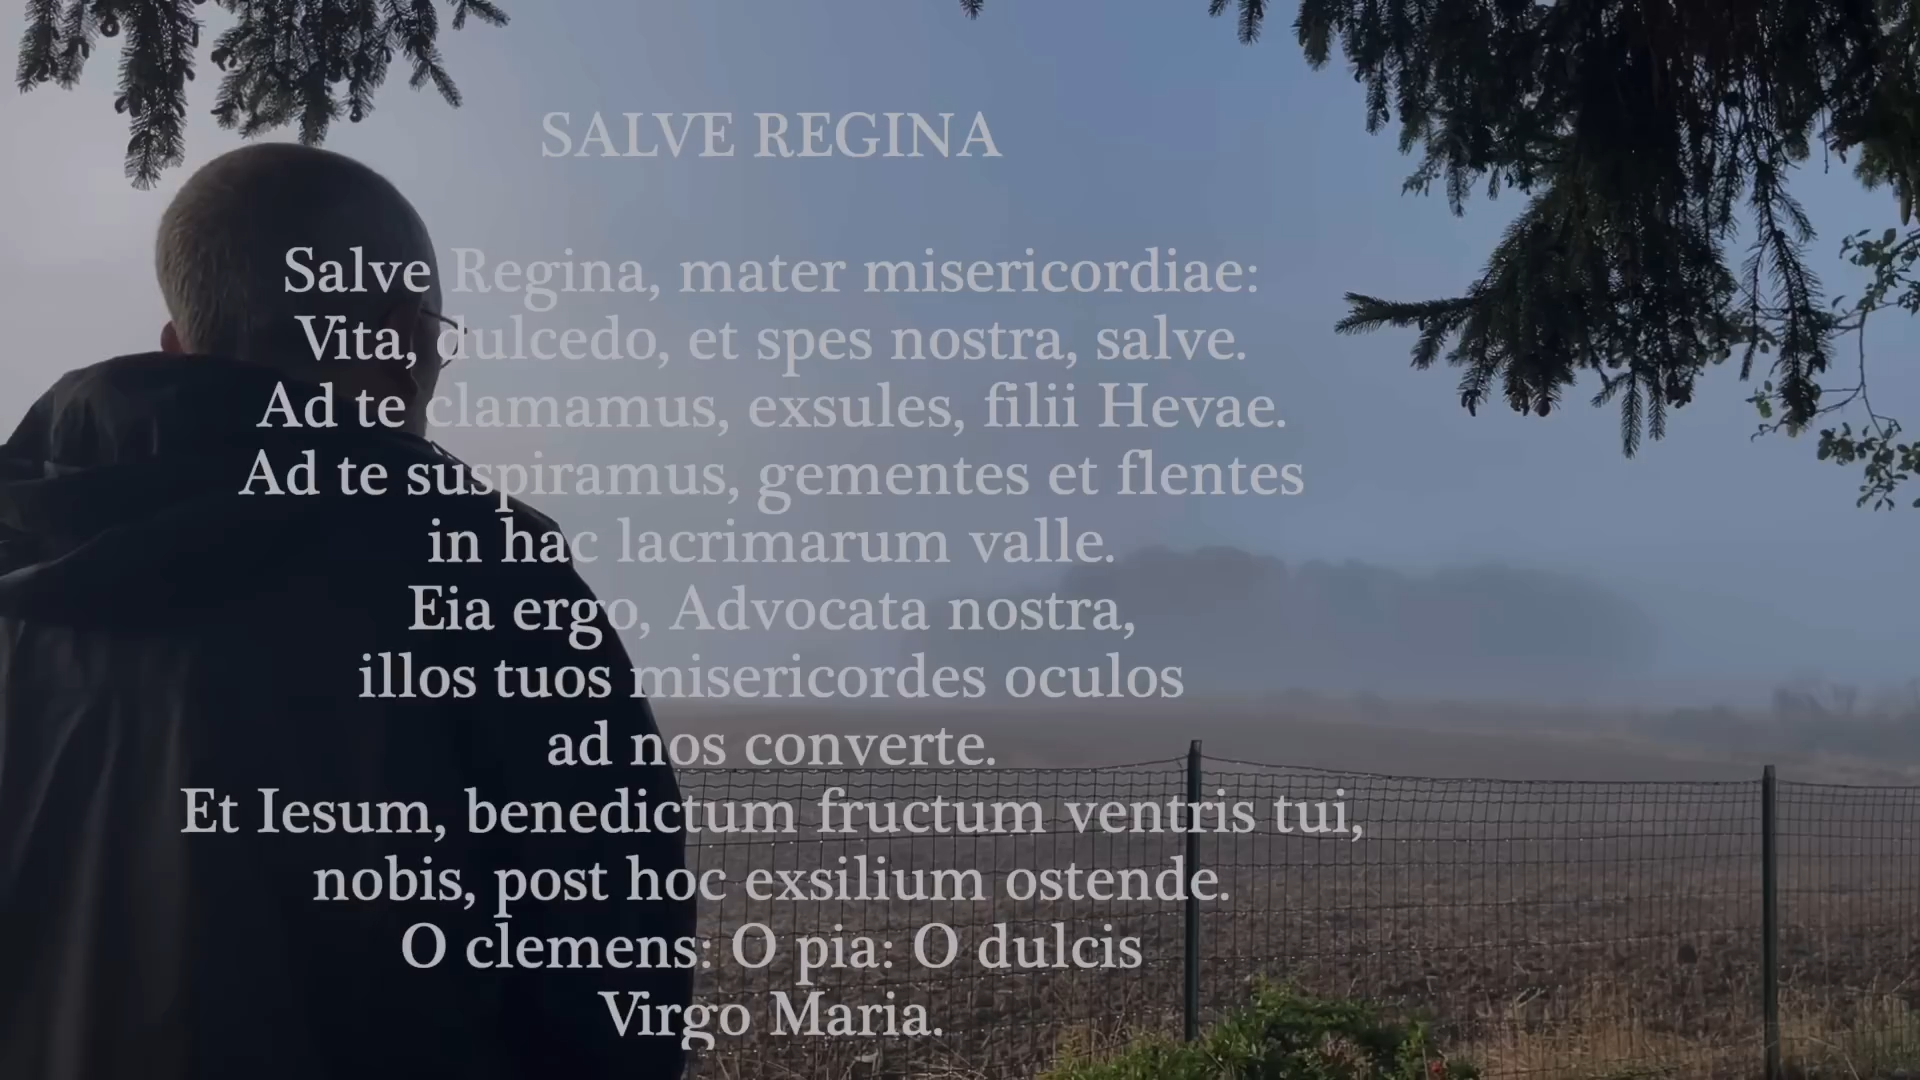 SALVE REGINA
Salve Regina, mater misericordiae:
Vita, dulcedo, et spes nostra, salve.
Ad te clamamus, exsules, filii Hevae.
Ad te suspiramus, gementes et flentes
in hac lacrimarum valle.
Eia ergo, Advocata nostra,
illos tuos misericordes oculos
ad nos converte.
Et Iesum, benedictum fructum ventris tui,
nobis, post hoc exsilium ostende.
O clemens: O pia: O dulcis
Virgo Maria.